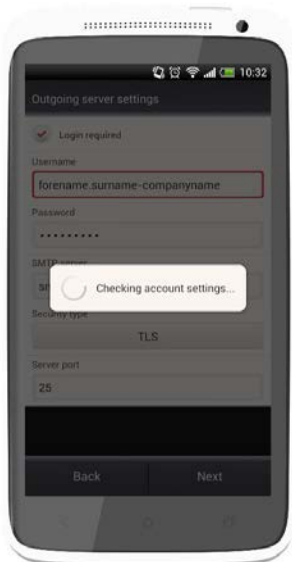 10:32
Outgoing server settings
Login required
Username
forename.surname-companyname
Password
•••••••••
SMTP server
Checking account settings...
Security type
TLS
Server port
25
Back Next